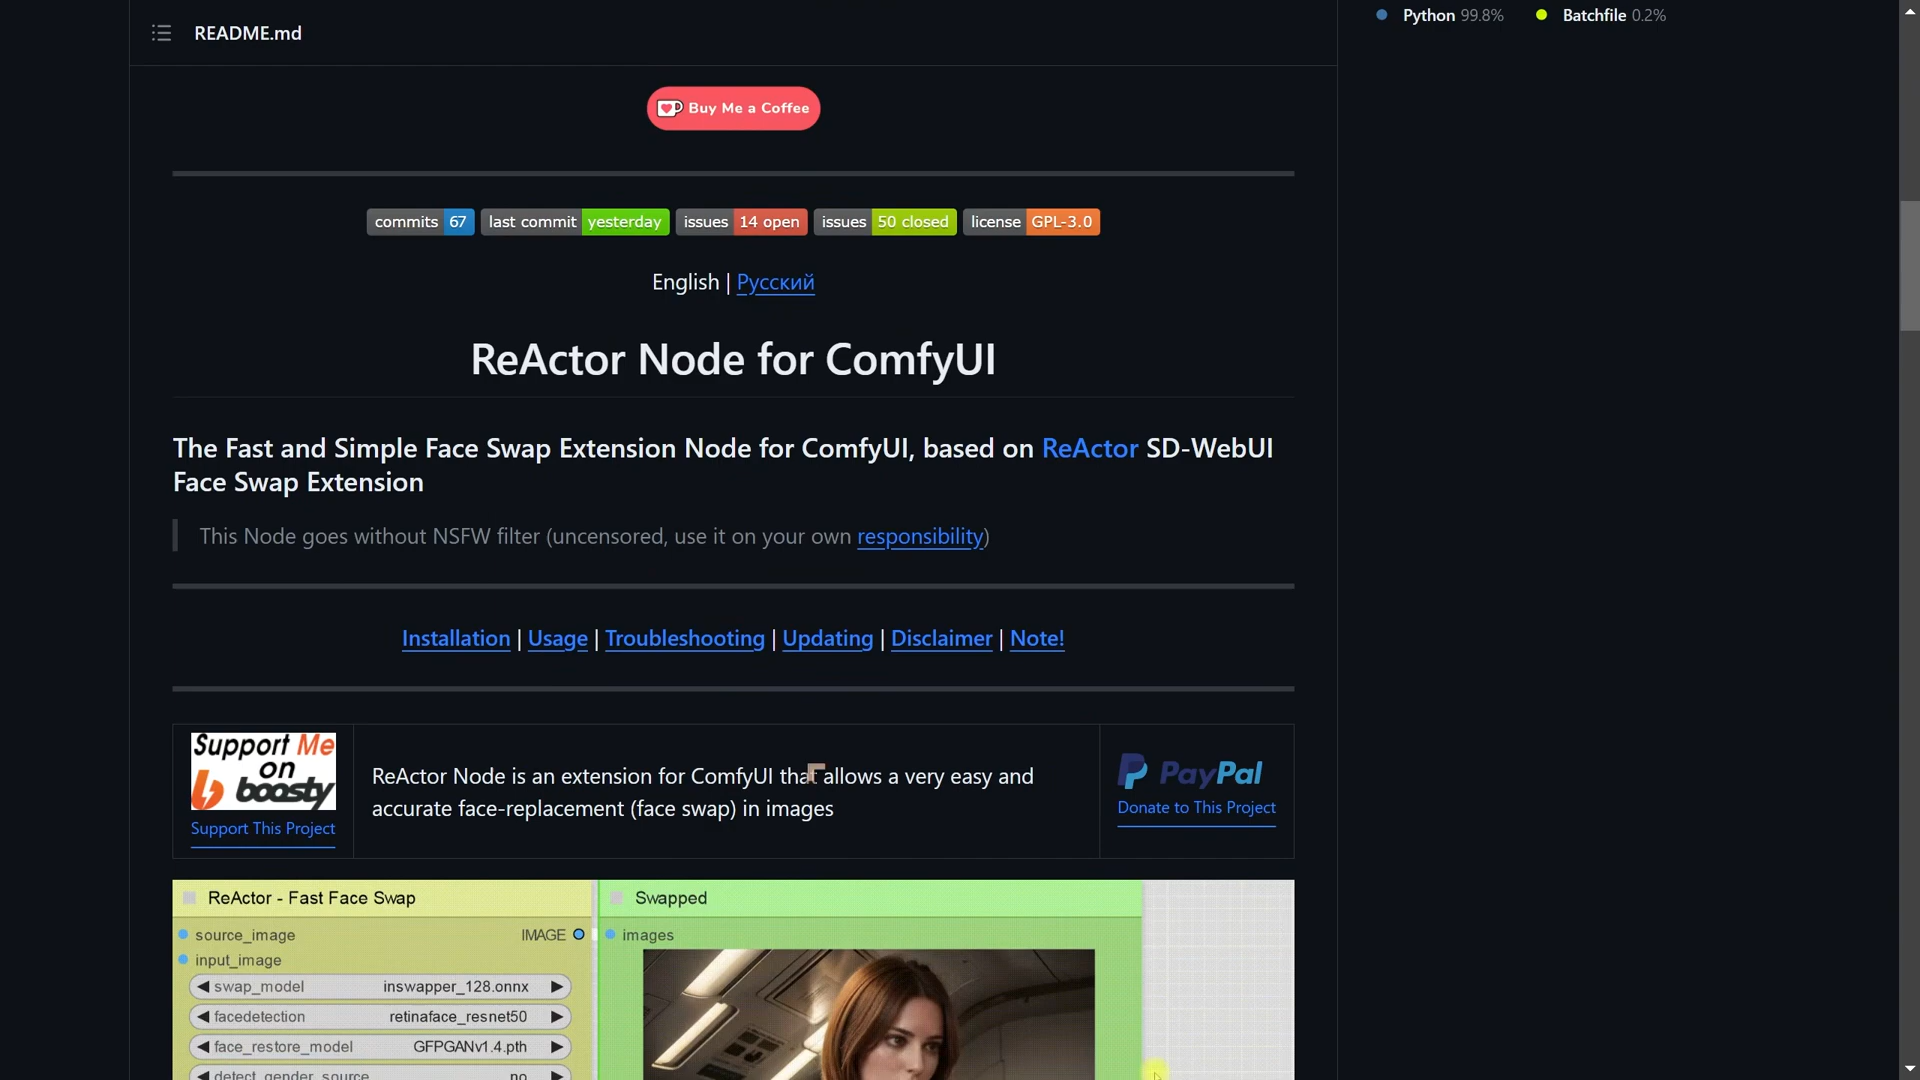 README.md
Python 99.8%
Batchfile 0.2%
Buy Me a Coffee
commits 67
last commit yesterday
issues 14 open
issues 50 closed
license GPL-3.0
English | Русский
ReActor Node for ComfyUI
The Fast and Simple Face Swap Extension Node for ComfyUI, based on ReActor SD-WebUI
Face Swap Extension
This Node goes without NSFW filter (uncensored, use it on your own responsibility)
Installation | Usage | Troubleshooting | Updating | Disclaimer | Note!
Support Me
on
boosty
Support This Project
ReActor Node is an extension for ComfyUI that allows a very easy and
accurate face-replacement (face swap) in images
PayPal
Donate to This Project
ReActor - Fast Face Swap
source_image
IMAGE
input_image
swap_model inswapper_128.onnx
facedetection retinaface_resnet50
face_restore_model GFPGANv1.4.pth
detect_gender_source no
Swapped
images